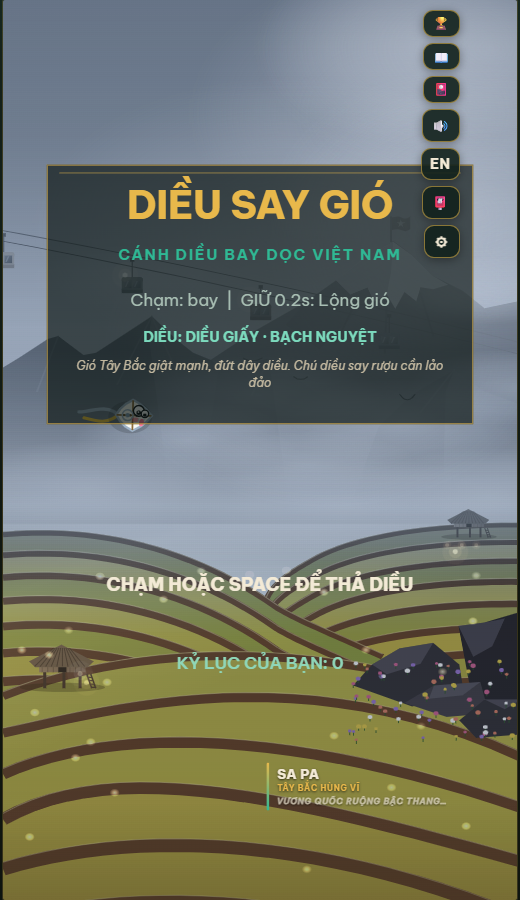 EN
DIỀU SAY GIÓ
CÁNH DIỀU BAY DỌC VIỆT NAM
Chạm: bay | GIỮ 0.2s: Lộng gió
DIỀU: DIỀU GIẤY · BẠCH NGUYỆT
Gió Tây Bắc giật mạnh, đứt dây diều. Chú diều say rượu cần lảo
đảo
CHẠM HOẶC SPACE ĐỂ THẢ DIỀU
KỶ LỤC CỦA BẠN: 0
SA PA
TÂY BẮC HÙNG VĨ
VƯƠNG QUỐC RUỘNG BẬC THANG…